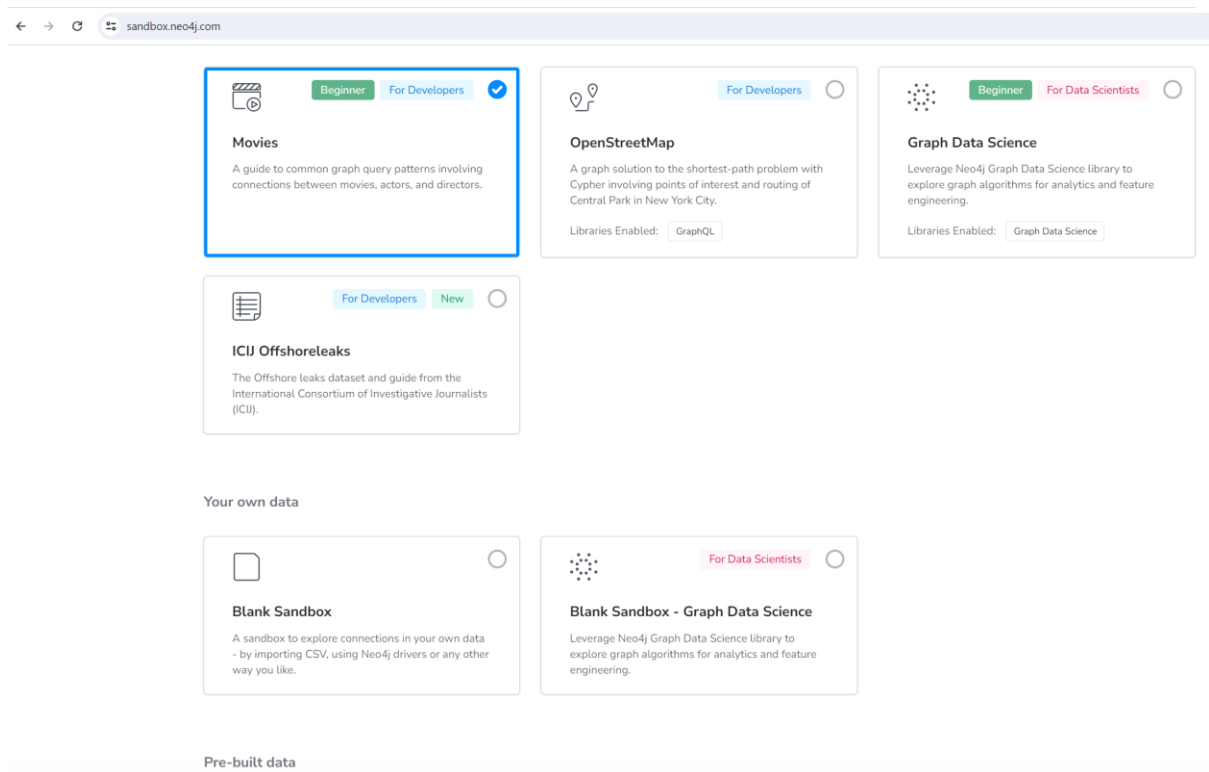 sandbox.neo4j.com
Beginner For Developers
Movies
A guide to common graph query patterns involving
connections between movies, actors, and directors.
For Developers
OpenStreetMap
A graph solution to the shortest-path problem with
Cypher involving points of interest and routing of
Central Park in New York City.
Libraries Enabled: GraphQL
Beginner For Data Scientists
Graph Data Science
Leverage Neo4j Graph Data Science library to
explore graph algorithms for analytics and feature
engineering.
Libraries Enabled: Graph Data Science
For Developers New
ICIJ Offshoreleaks
The Offshore leaks dataset and guide from the
International Consortium of Investigative Journalists
(ICIJ).
Your own data
Blank Sandbox
A sandbox to explore connections in your own data
- by importing CSV, using Neo4j drivers or any other
way you like.
For Data Scientists
Blank Sandbox - Graph Data Science
Leverage Neo4j Graph Data Science library to
explore graph algorithms for analytics and feature
engineering.
Pre-built data